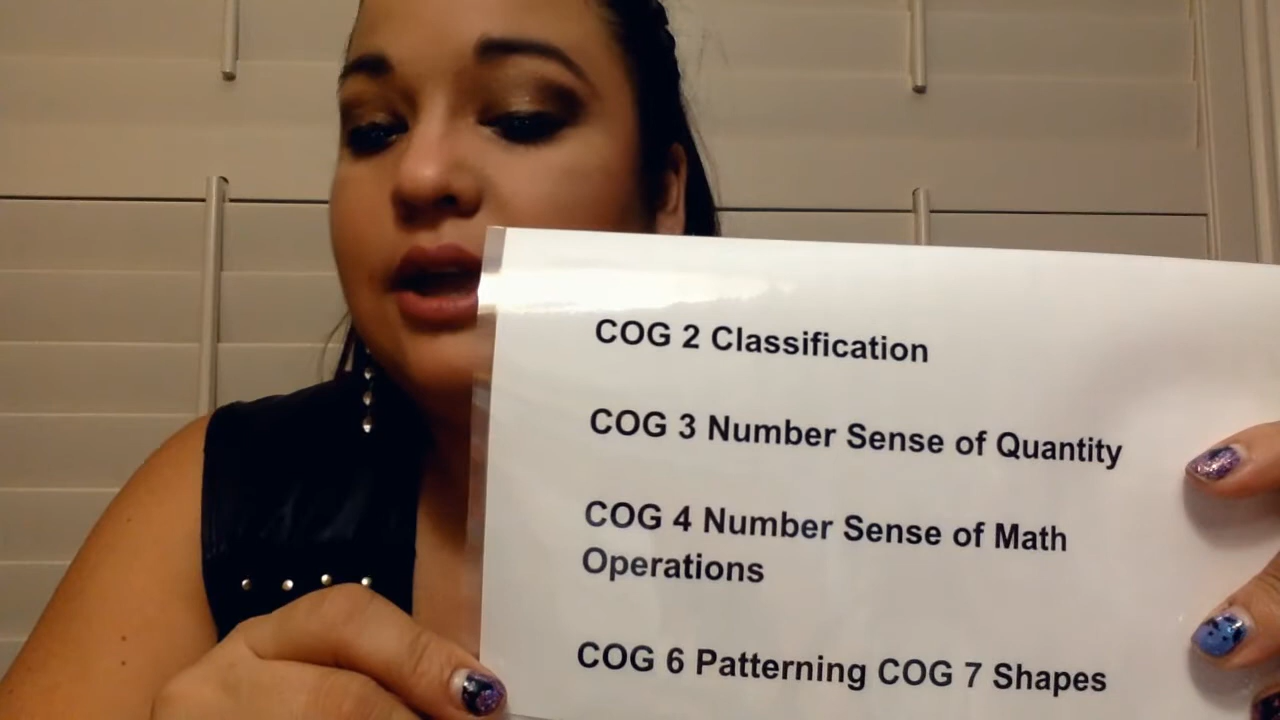 COG 2 Classification
COG 3 Number Sense of Quantity
COG 4 Number Sense of Math
Operations
COG 6 Patterning COG 7 Shapes